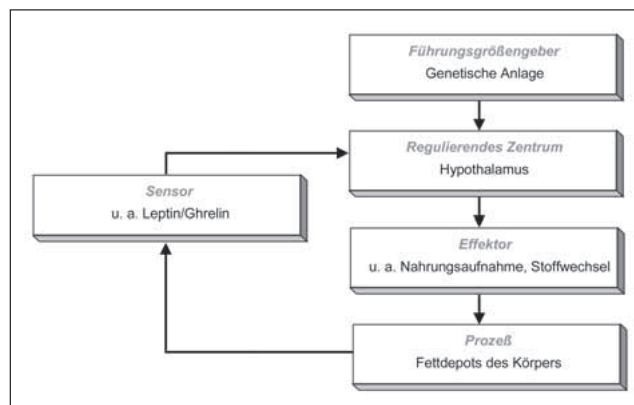 Führungsgrößengeber
Genetische Anlage
Regulierendes Zentrum
Hypothalamus
Sensor
u. a. Leptin/Ghrelin
Effektor
u. a. Nahrungsaufnahme, Stoffwechsel
Prozeß
Fettdepots des Körpers